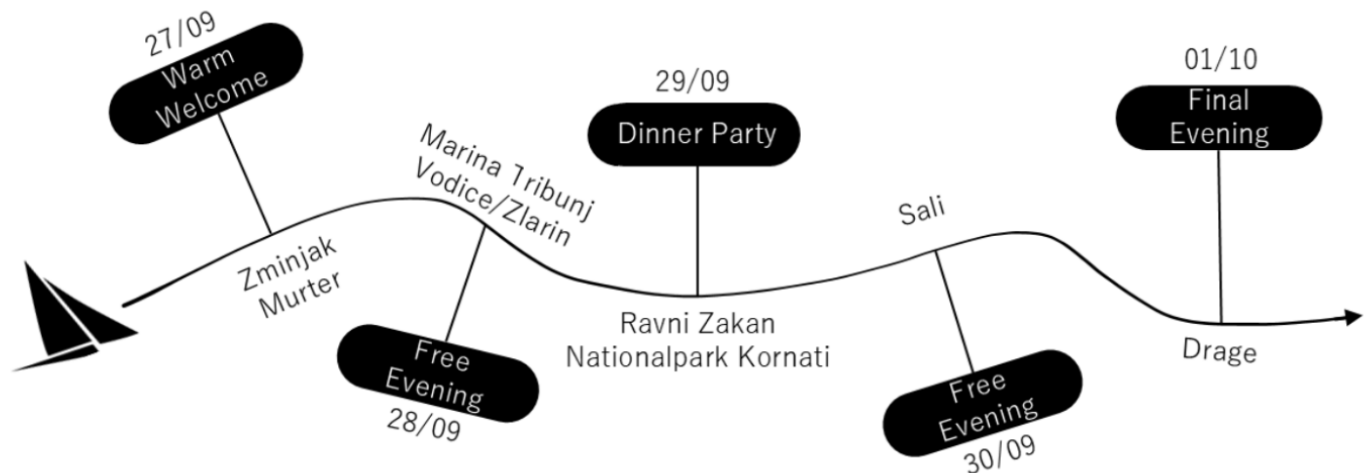 27/09
Warm
Welcome
Zminjak
Murter
Marina Tribunj
Vodice/Zlarin
Free
Evening
28/09
29/09
Dinner Party
Ravni Zakan
Nationalpark Kornati
Sali
Free
Evening
30/09
01/10
Final
Evening
Drage